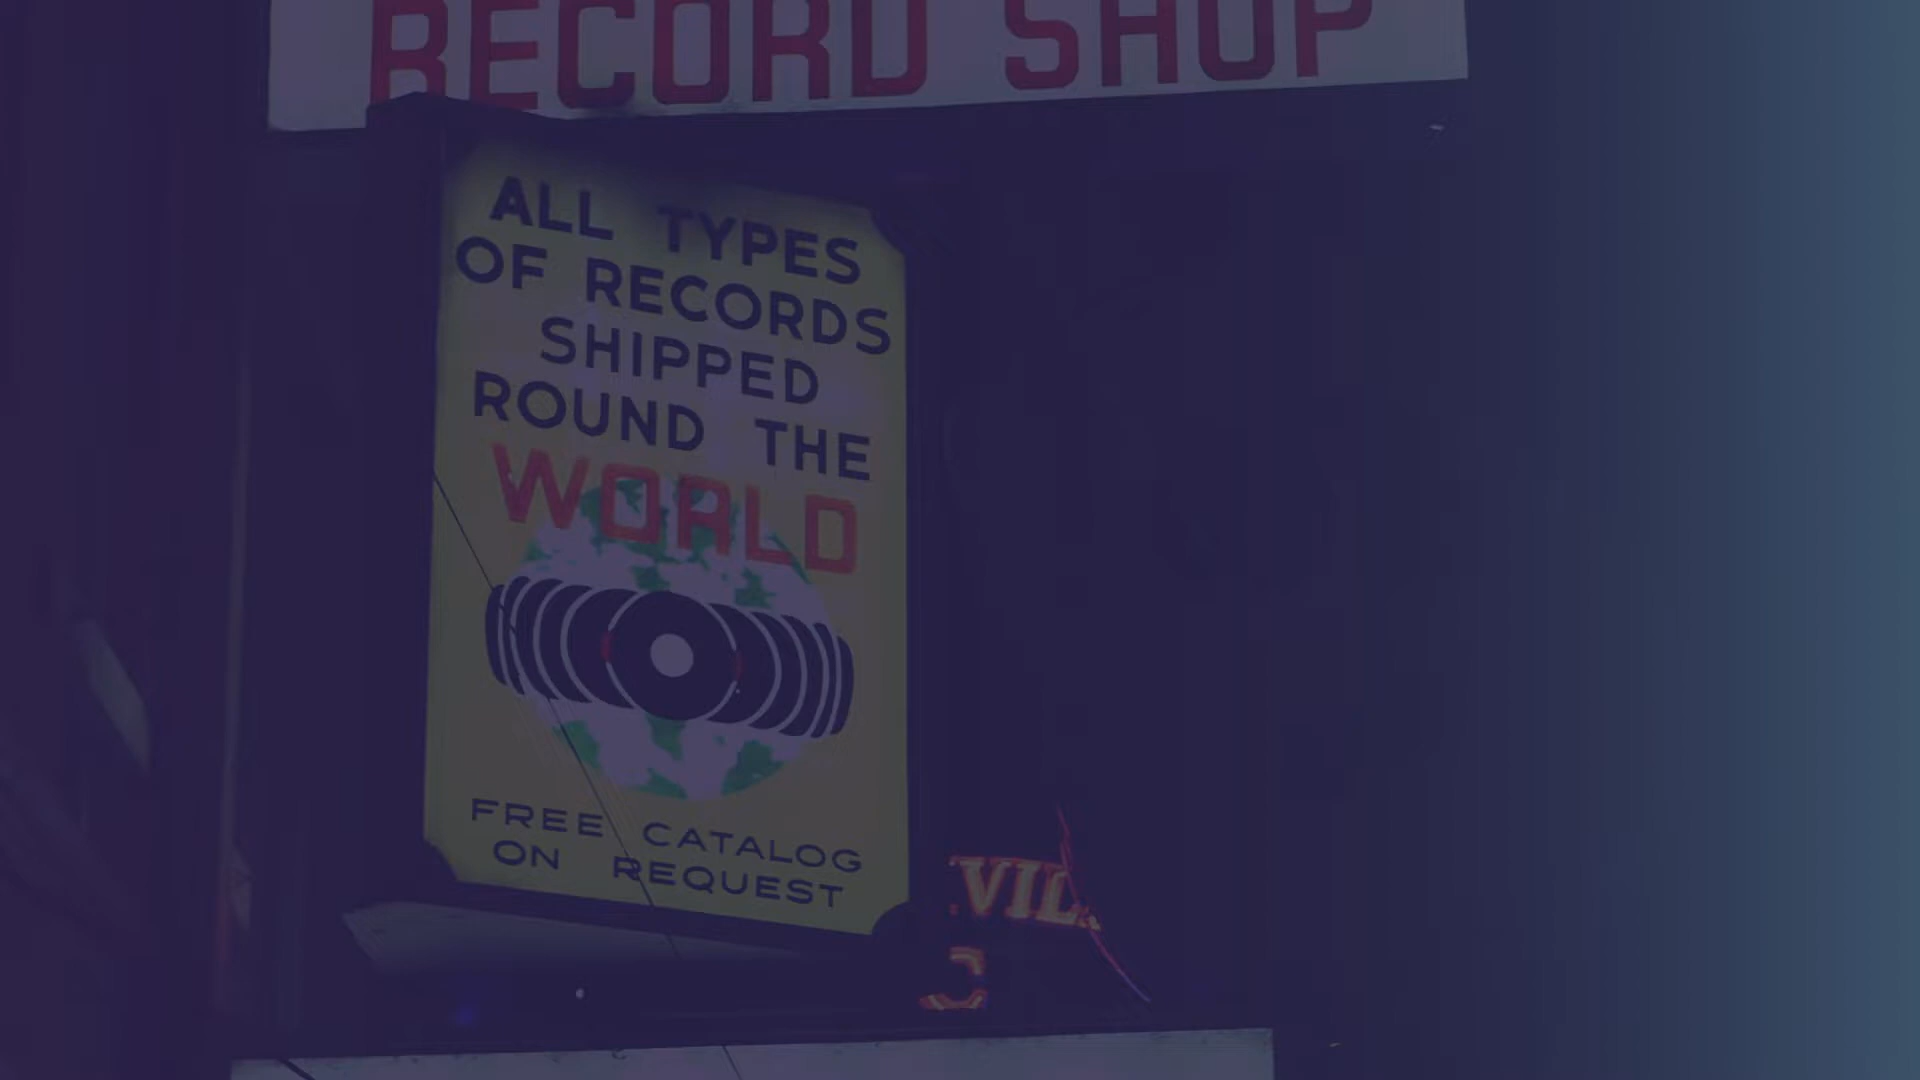 RECORD SHOP
ALL TYPES
OF RECORDS
SHIPPED
ROUND THE
WORLD
FREE CATALOG
ON REQUEST